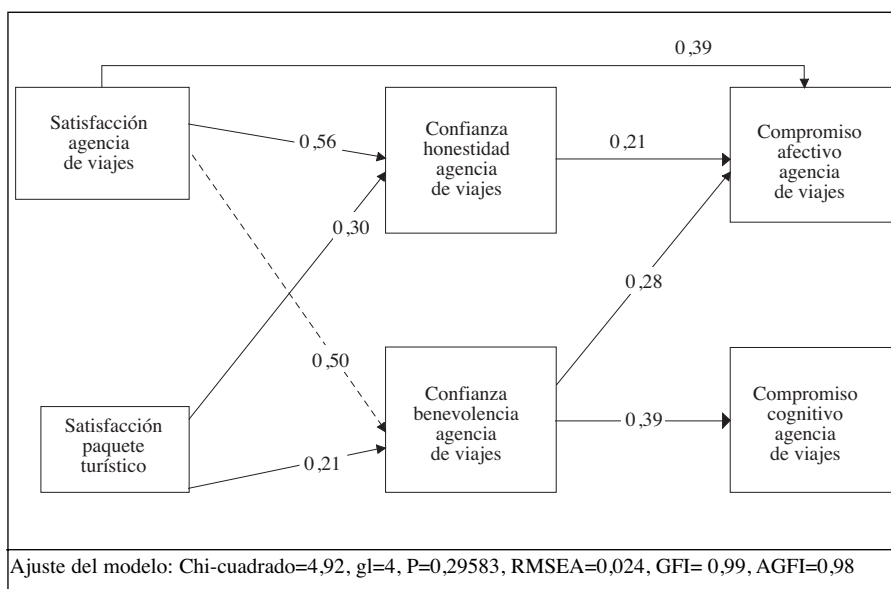 0,39
Satisfacción
agencia
de viajes
0,56
Confianza
honestidad
agencia
de viajes
0,21
Compromiso
afectivo
agencia
de viajes
0,30
0,28
0,50
Satisfacción
paquete
turístico
0,21
Confianza
benevolencia
agencia
de viajes
0,39
Compromiso
cognitivo
agencia
de viajes
Ajuste del modelo: Chi-cuadrado=4,92, gl=4, P=0,29583, RMSEA=0,024, GFI= 0,99, AGFI=0,98